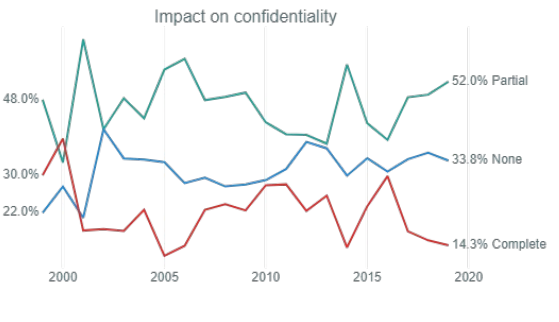 Impact on confidentiality
52.0% Partial
48.0%
33.8% None
30.0%
22.0%
14.3% Complete
2000 2005 2010 2015 2020